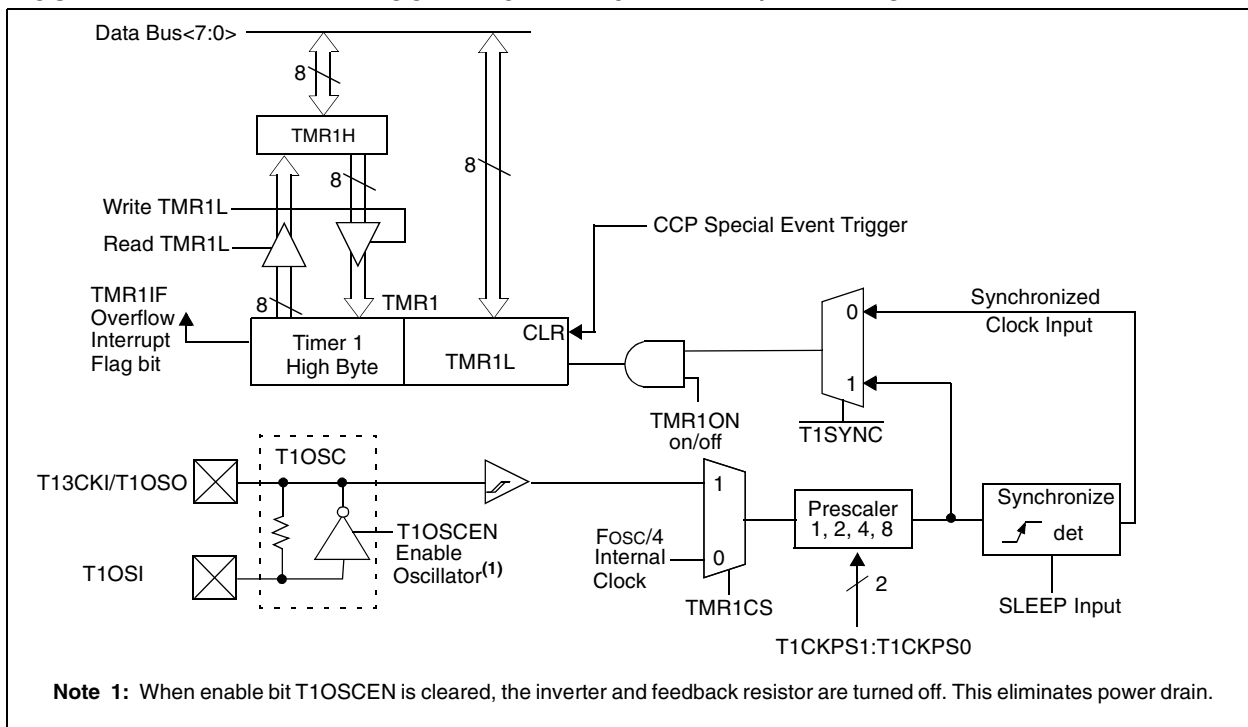 Data Bus<7:0>
8
TMR1H
8
8
Write TMR1L
Read TMR1L
CCP Special Event Trigger
8
TMR1IF
Overflow
Interrupt
Flag bit
TMR1
CLR
Timer 1
High Byte
TMR1L
0
1
Synchronized
Clock Input
TMR1ON
on/off
T1SYNC
T1OSC
T13CKI/T1OSO
T1OSI
T1OSCEN
Enable
Oscillator(1)
FOSC/4
Internal
Clock
1
0
TMR1CS
Prescaler
1, 2, 4, 8
2
T1CKPS1:T1CKPS0
Synchronize
det
SLEEP Input
Note 1: When enable bit T1OSCEN is cleared, the inverter and feedback resistor are turned off. This eliminates power drain.